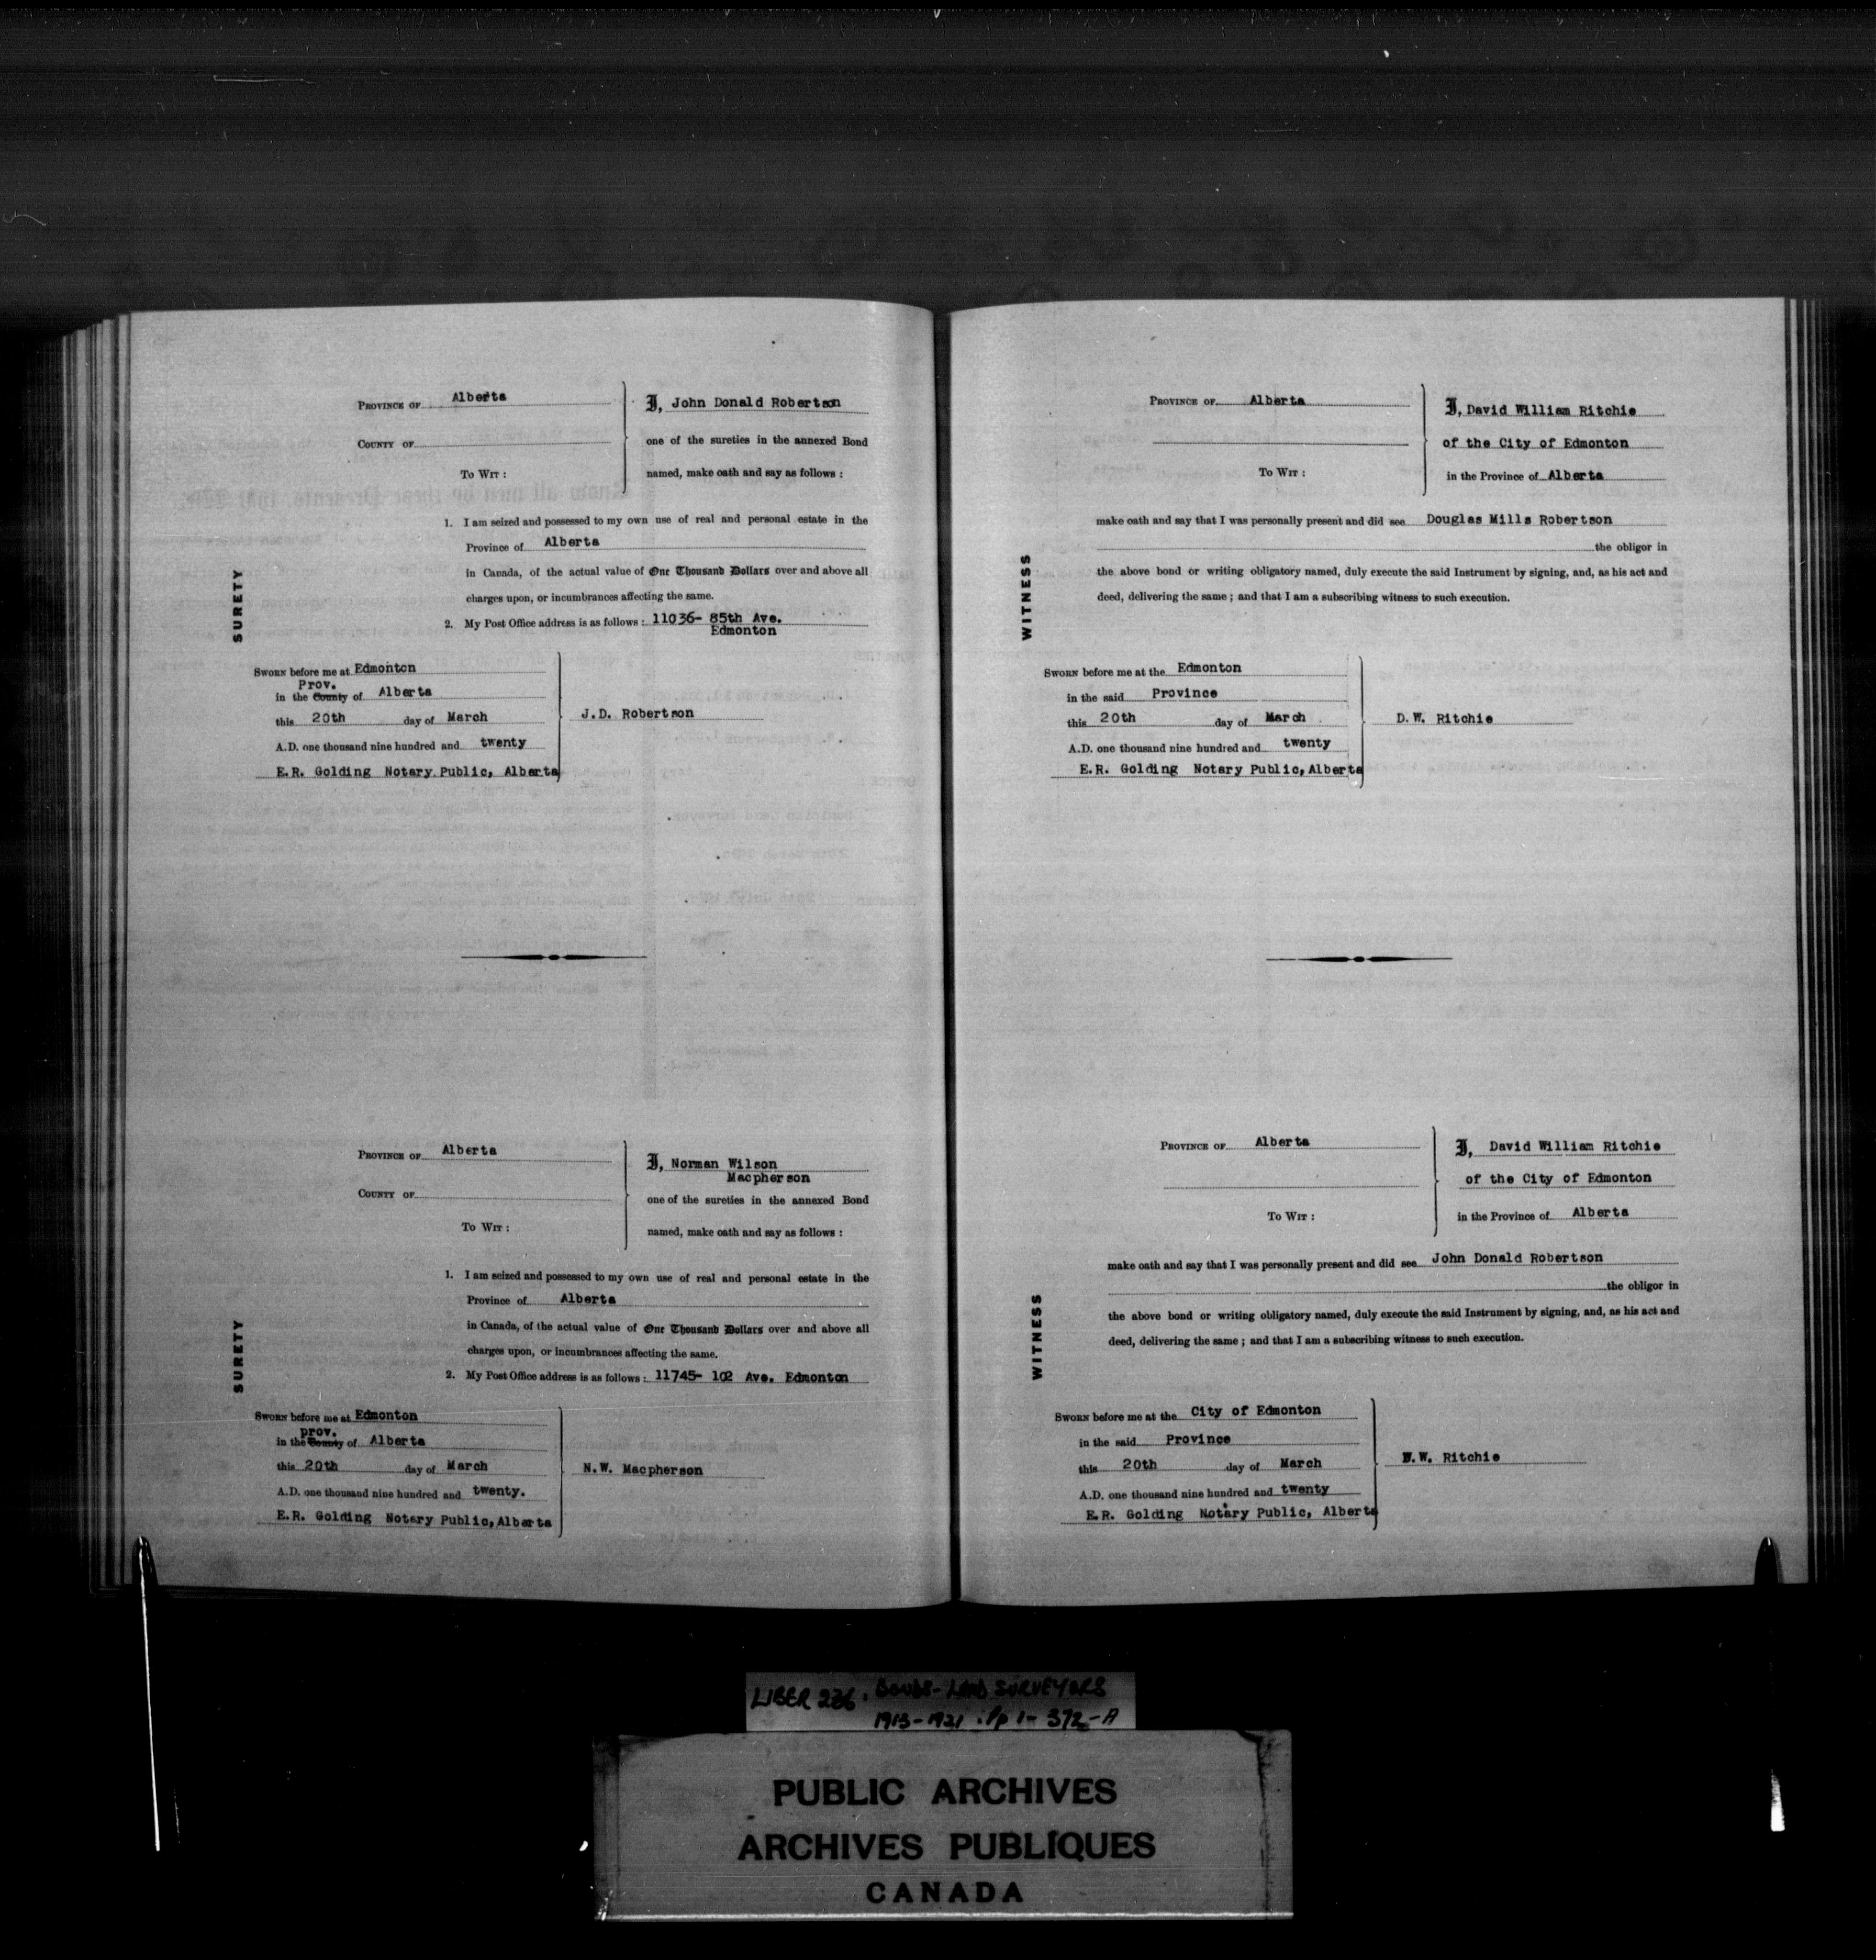 PROVINCE OF Alberta
COUNTY OF
TO WIT :
I, John Donald Robertson
one of the sureties in the annexed Bond
named, make oath and say as follows :
SURETY
1. I am seized and possessed to my own use of real and personal estate in the
Province of Alberta
in Canada, of the actual value of One Thousand Dollars over and above all
charges upon, or incumbrances affecting the same.
2. My Post Office address is as follows : 11036- 85th Ave.
Edmonton
SWORN before me at Edmonton
Prov.
in the County of Alberta
this 20th day of March
A.D. one thousand nine hundred and twenty
E.R. Golding Notary Public, Alberta
J.D. Robertson
PROVINCE OF Alberta
COUNTY OF
TO WIT :
I, Norman Wilson
Macpherson
one of the sureties in the annexed Bond
named, make oath and say as follows :
SURETY
1. I am seized and possessed to my own use of real and personal estate in the
Province of Alberta
in Canada, of the actual value of One Thousand Dollars over and above all
charges upon, or incumbrances affecting the same.
2. My Post Office address is as follows : 11745- 102 Ave. Edmonton
SWORN before me at Edmonton
prov.
in the County of Alberta
this 20th day of March
A.D. one thousand nine hundred and twenty.
E.R. Golding Notary Public, Alberta
N.W. Macpherson
PROVINCE OF Alberta
TO WIT :
I, David William Ritchie
of the City of Edmonton
in the Province of Alberta
WITNESS
make oath and say that I was personally present and did see Douglas Mills Robertson
the obligor in
the above bond or writing obligatory named, duly execute the said Instrument by signing, and, as his act and
deed, delivering the same ; and that I am a subscribing witness to such execution.
SWORN before me at the Edmonton
in the said Province
this 20th day of March
A.D. one thousand nine hundred and twenty
E.R. Golding Notary Public, Alberta
D.W. Ritchie
PROVINCE OF Alberta
TO WIT :
I, David William Ritchie
of the City of Edmonton
in the Province of Alberta
WITNESS
make oath and say that I was personally present and did see John Donald Robertson
the obligor in
the above bond or writing obligatory named, duly execute the said Instrument by signing, and, as his act and
deed, delivering the same ; and that I am a subscribing witness to such execution.
SWORN before me at the City of Edmonton
in the said Province
this 20th day of March
A.D. one thousand nine hundred and twenty
E.R. Golding Notary Public, Alberta
W. Ritchie
LIBER 236. BONDS - LAND SURVEYORS
1913-1921 : Pp 1- 372-A
PUBLIC ARCHIVES
ARCHIVES PUBLIQUES
CANADA